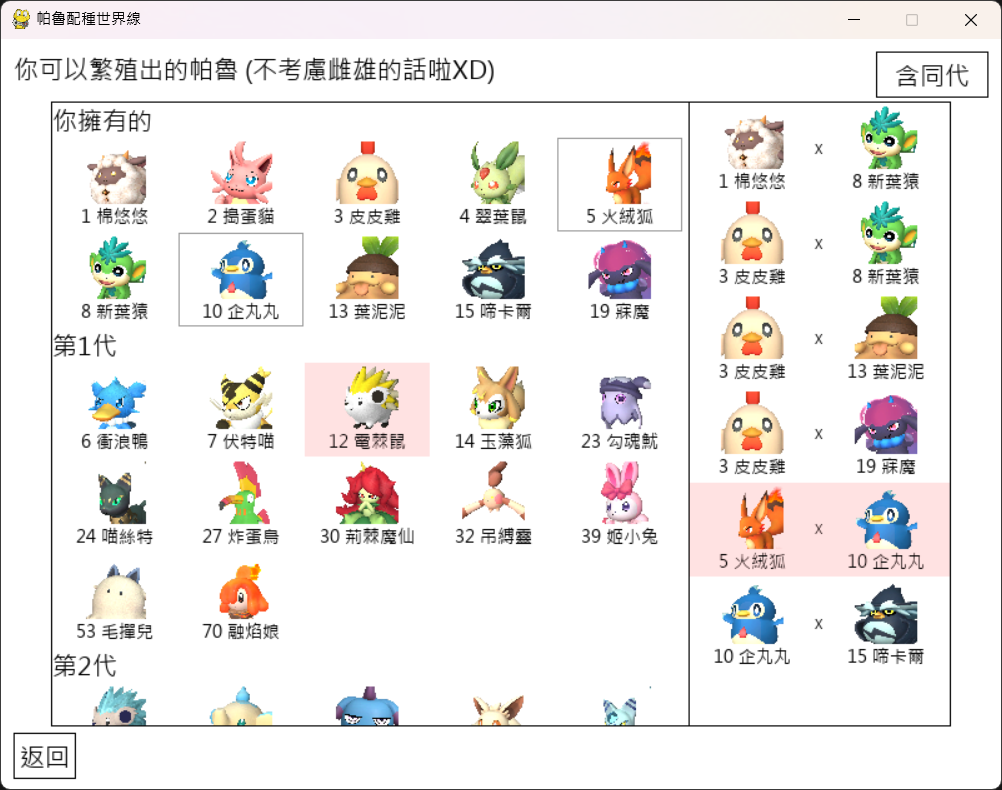 帕魯配種世界線
你可以繁殖出的帕魯 (不考慮雌雄的話啦XD)
含同代
你擁有的
1 棉悠悠
2 搗蛋貓
3 皮皮雞
4 翠葉鼠
5 火絨狐
8 新葉猿
10 企丸丸
13 葉泥泥
15 啼卡爾
19 寐魔
第1代
6 衝浪鴨
7 伏特喵
12 電棘鼠
14 玉藻狐
23 勾魂魷
24 喵絲特
27 炸蛋鳥
30 荊棘魔仙
32 吊縛靈
39 姬小兔
53 毛撣兒
70 融焰娘
第2代
x
1 棉悠悠
8 新葉猿
x
3 皮皮雞
8 新葉猿
x
3 皮皮雞
13 葉泥泥
x
3 皮皮雞
19 寐魔
x
5 火絨狐
10 企丸丸
x
10 企丸丸
15 啼卡爾
返回